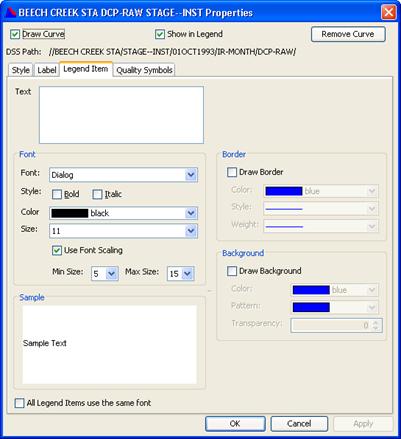 BEECH CREEK STA DCP-RAW STAGE--INST Properties
Draw Curve
Show in Legend
Remove Curve
DSS Path: //BEECH CREEK STA/STAGE--INST/01OCT1993/IR-MONTH/DCP-RAW/
Style Label Legend Item Quality Symbols
Text
Font
Font: Dialog
Style: Bold Italic
Color black
Size: 11
Use Font Scaling
Min Size: 5 Max Size: 15
Border
Draw Border
Color: blue
Style:
Weight:
Background
Draw Background
Color: blue
Pattern:
Transparency: 0
Sample
Sample Text
All Legend Items use the same font
OK Cancel Apply